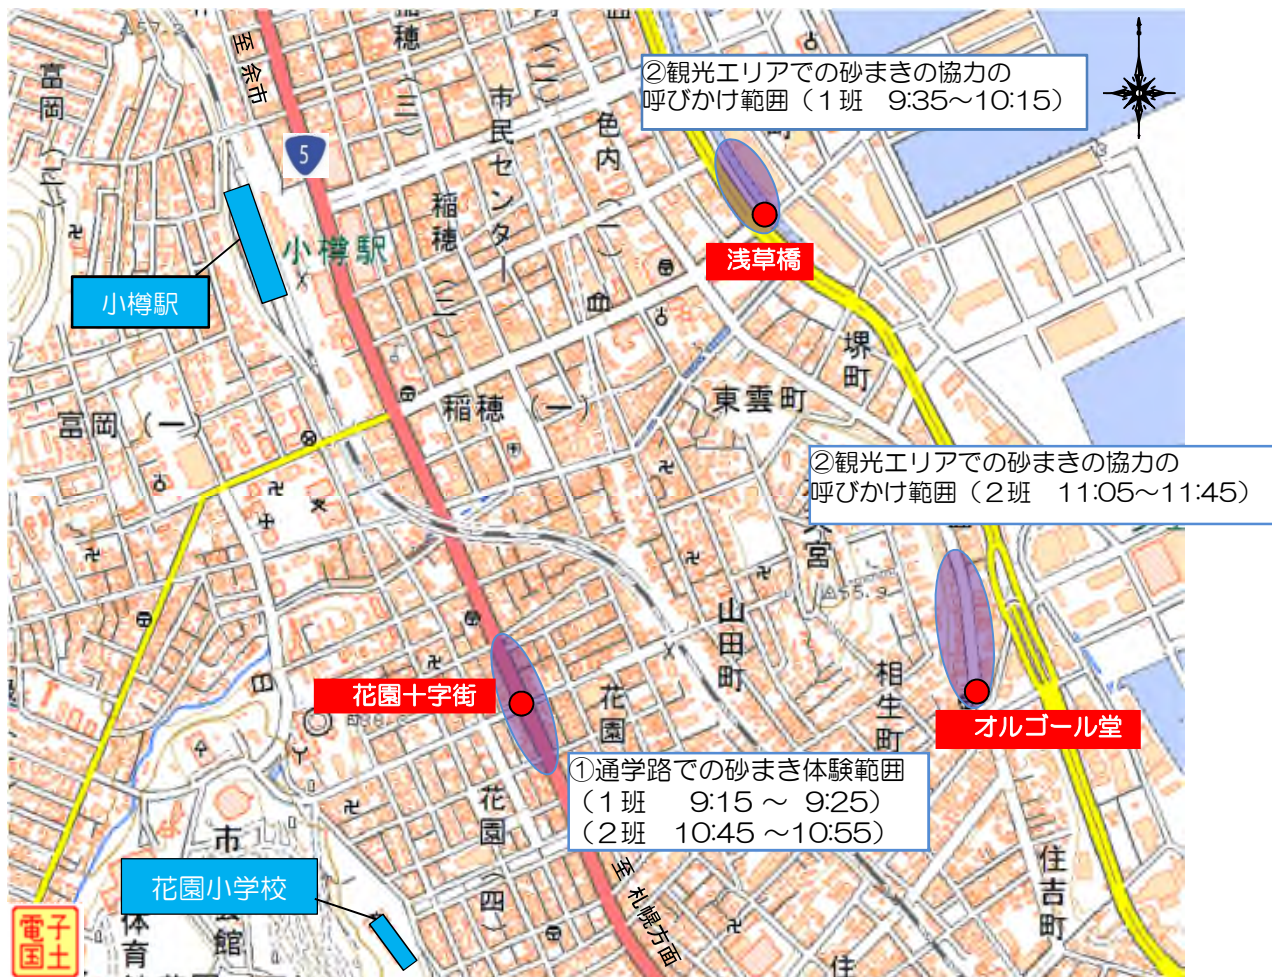 ②観光エリアでの砂まきの協力の
呼びかけ範囲（１班　9:35～10:15）
至 余市
5
富岡（二）
稲穂（三）
市民センター
色内（一）
稲穂（二）
小樽駅
小樽駅
浅草橋
堺町
東雲町
稲穂（一）
富岡（一）
②観光エリアでの砂まきの協力の
呼びかけ範囲（２班　11:05～11:45）
山田町
相生町
花園十字街
花園
オルゴール堂
①通学路での砂まき体験範囲
（１班　9:15 ～ 9:25）
（２班　10:45 ～10:55）
花園（四）
至 札幌方面
住吉町
花園小学校
電子
国土
体育